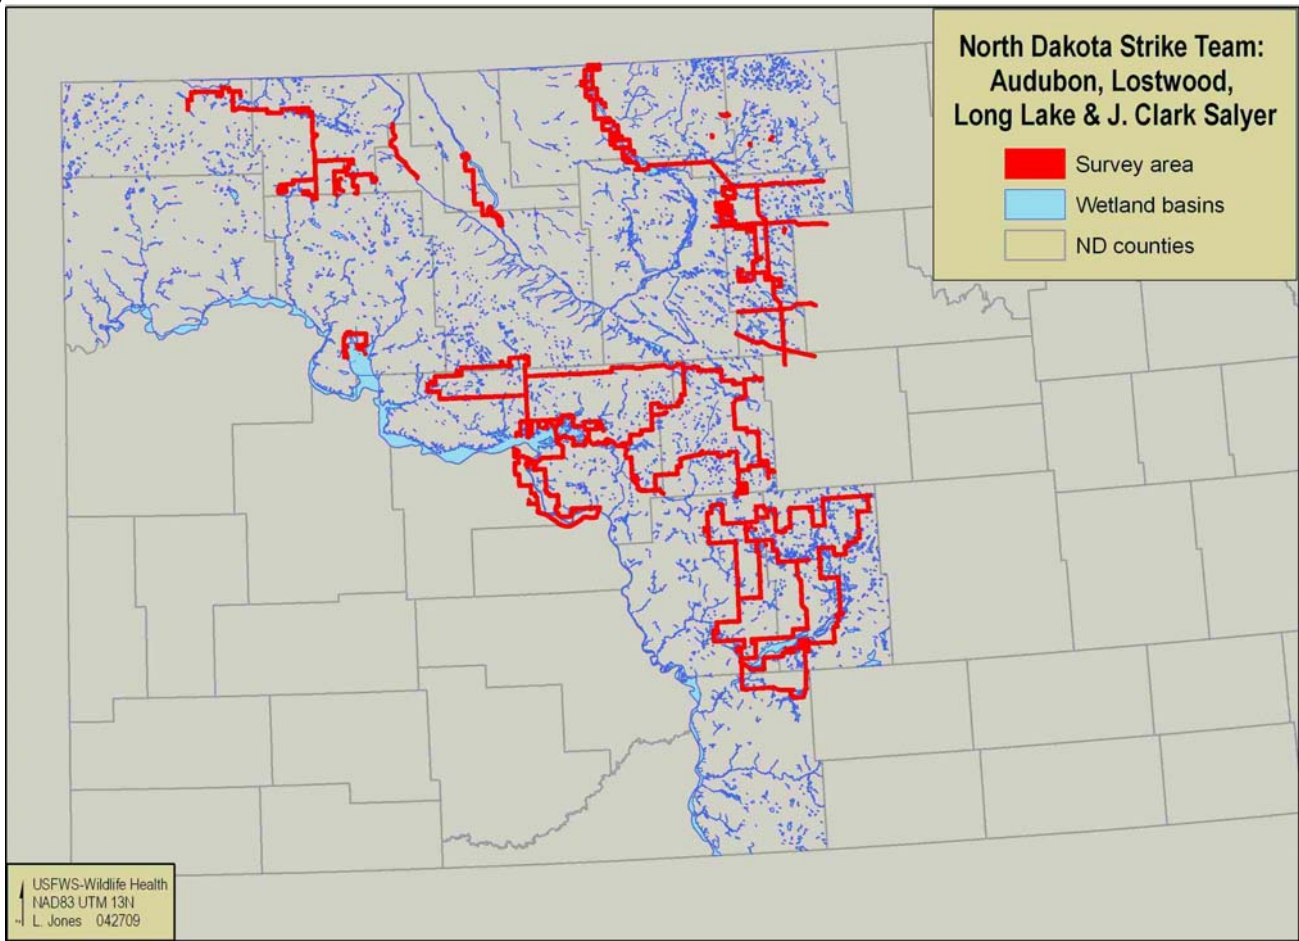 North Dakota Strike Team:
Audubon, Lostwood,
Long Lake & J. Clark Salyer
Survey area
Wetland basins
ND counties
USFWS-Wildlife Health
NAD83 UTM 13N
L. Jones 042709